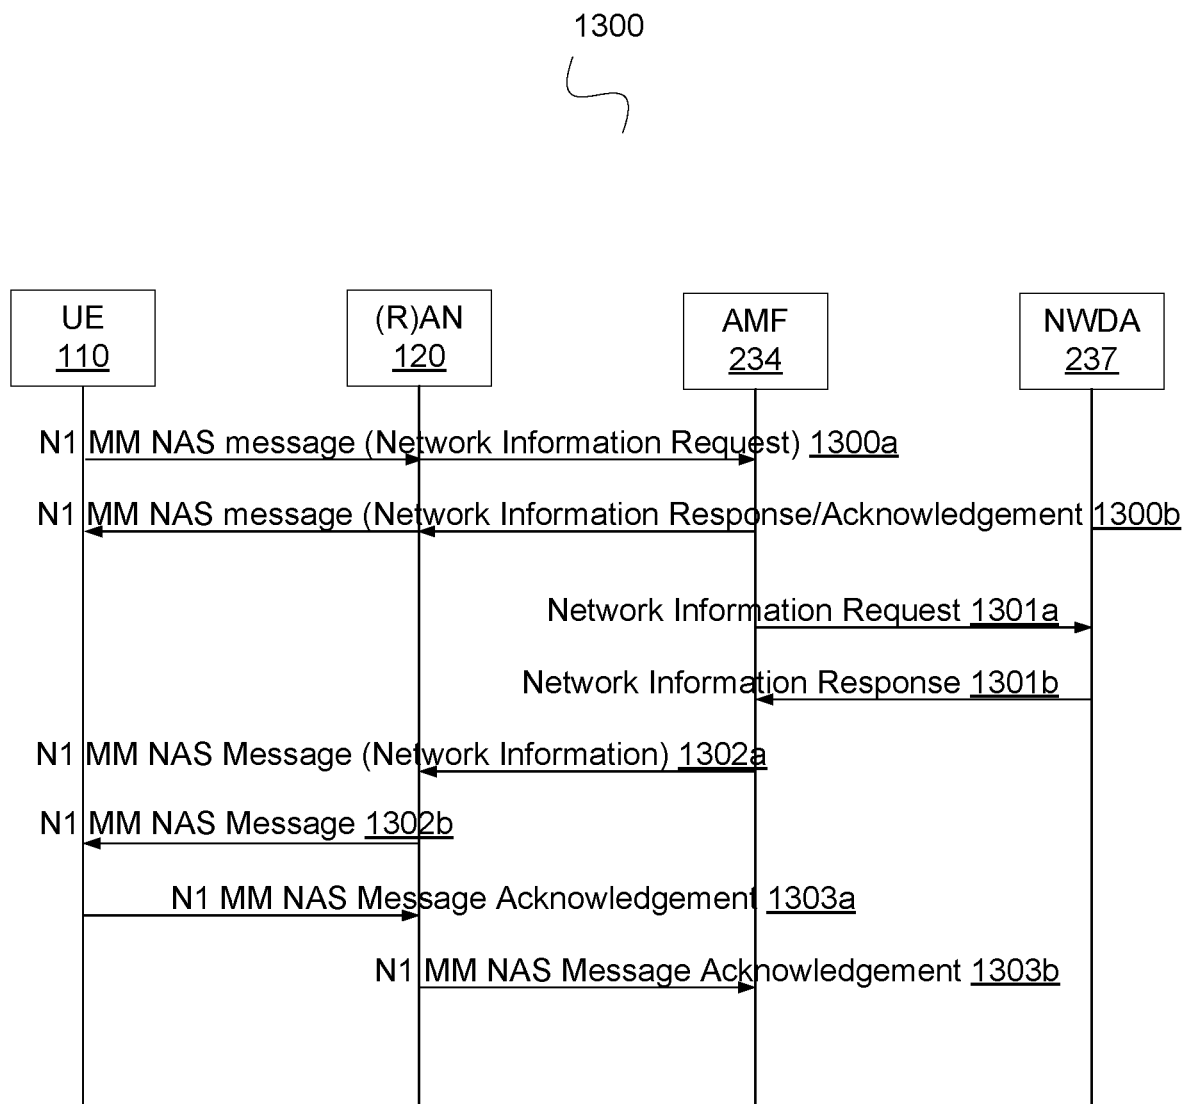 1300
UE
110
(R)AN
120
AMF
234
NWDA
237
N1 MM NAS message (Network Information Request) 1300a
N1 MM NAS message (Network Information Response/Acknowledgement 1300b
Network Information Request 1301a
Network Information Response 1301b
N1 MM NAS Message (Network Information) 1302a
N1 MM NAS Message 1302b
N1 MM NAS Message Acknowledgement 1303a
N1 MM NAS Message Acknowledgement 1303b